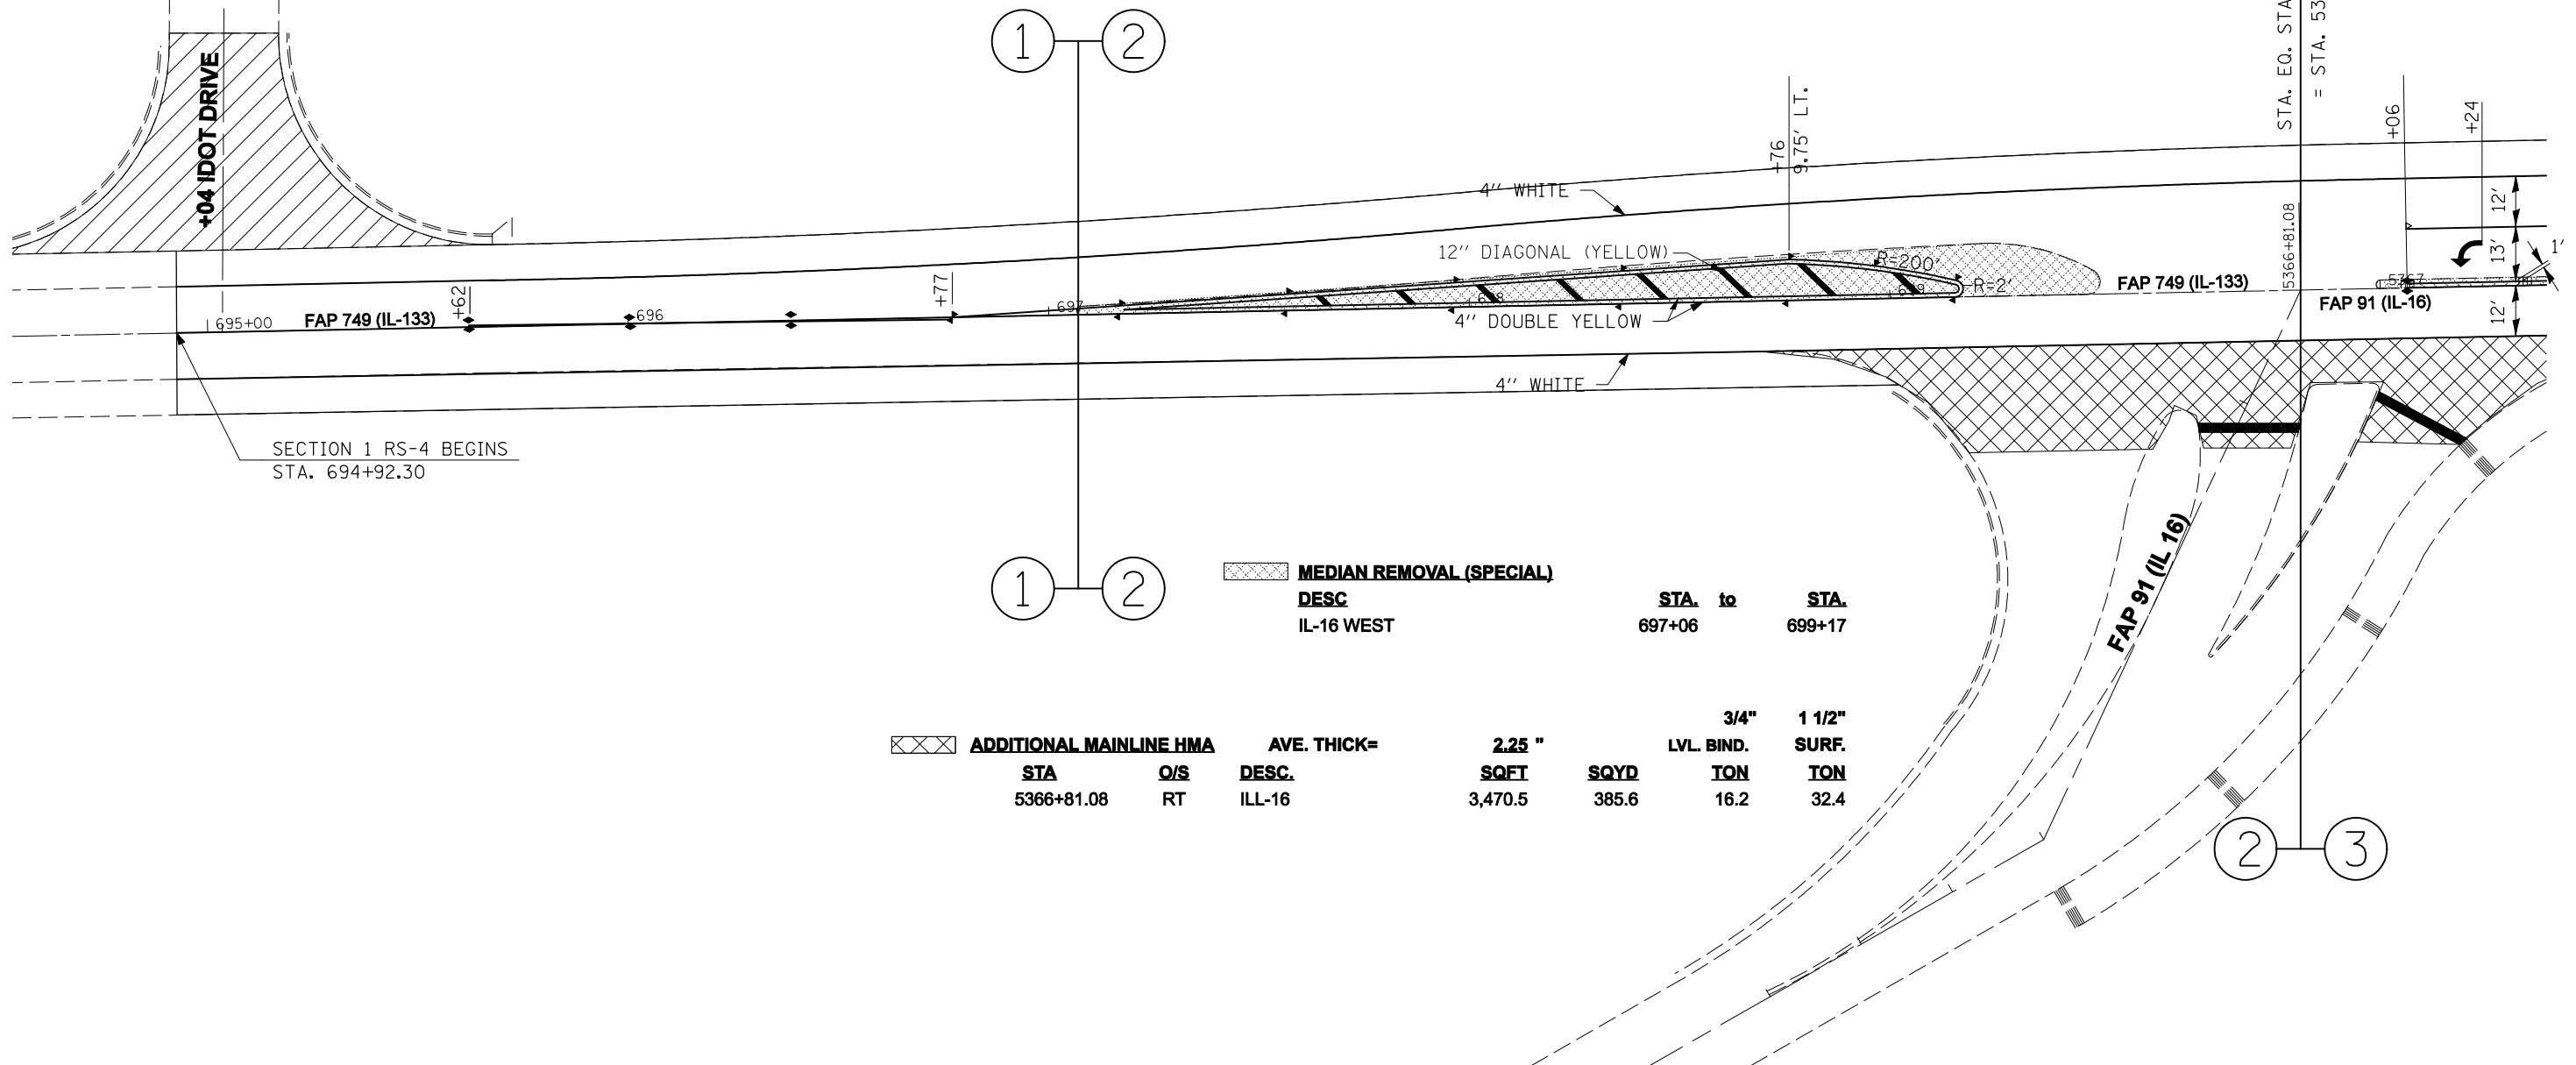 +04 IDOT DRIVE
1 2
STA. EQ. STA
= STA. 53
+76
9.75' LT.
+06
+24
4'' WHITE
12'' DIAGONAL (YELLOW)
R=200'
R=2'
5366+81.08
12'
13'
1'
12'
FAP 749 (IL-133)
5367
FAP 91 (IL-16)
+62
+77
695+00
FAP 749 (IL-133)
696
697
698
699
4'' DOUBLE YELLOW
4'' WHITE
SECTION 1 RS-4 BEGINS
STA. 694+92.30
1 2
FAP 91 (IL 16)
MEDIAN REMOVAL (SPECIAL)
DESC STA. to STA.
IL-16 WEST 697+06 699+17
3/4" 1 1/2"
ADDITIONAL MAINLINE HMA AVE. THICK= 2.25 " LVL. BIND. SURF.
STA O/S DESC. SQFT SQYD TON TON
5366+81.08 RT ILL-16 3,470.5 385.6 16.2 32.4
2 3